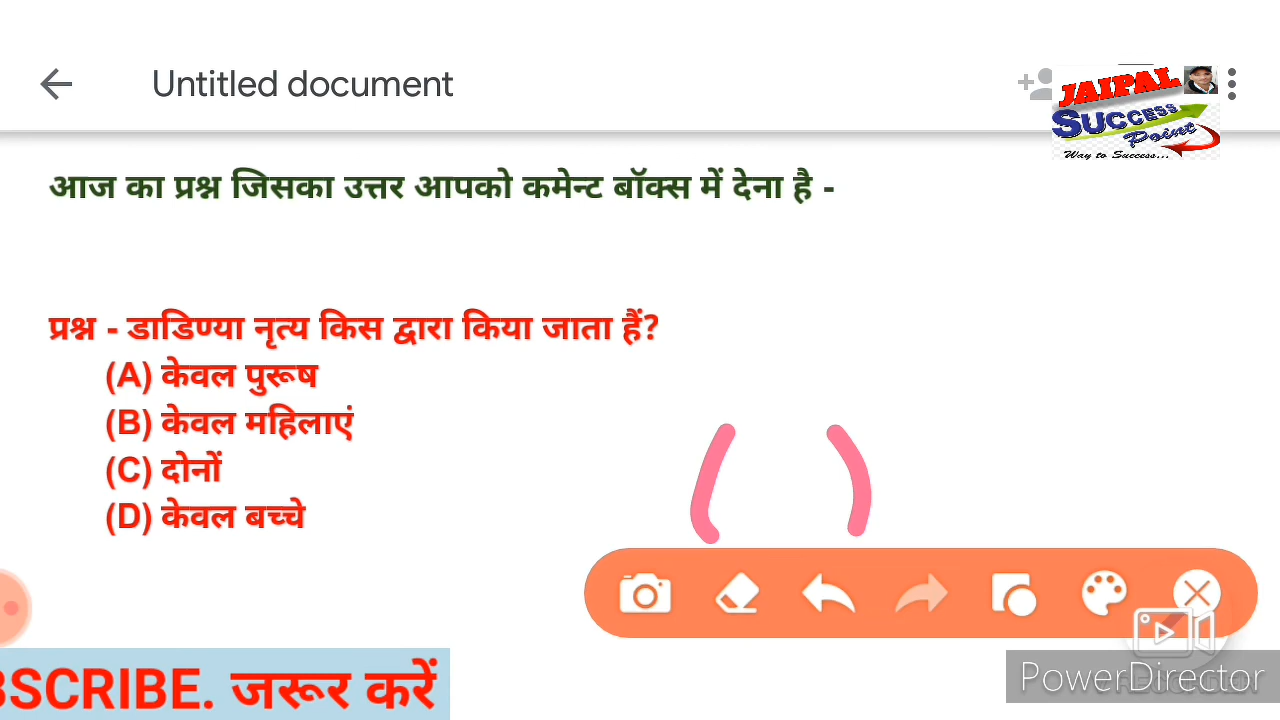 Untitled document
JAIPAL
SUCCESS
Point
Way to Success...
आज का प्रश्न जिसका उत्तर आपको कमेन्ट बॉक्स में देना है -
प्रश्न - डाडिण्या नृत्य किस द्वारा किया जाता हैं?
(A) केवल पुरूष
(B) केवल महिलाएं
(C) दोनों
(D) केवल बच्चे
( )
BSCRIBE. जरूर करें
PowerDirector